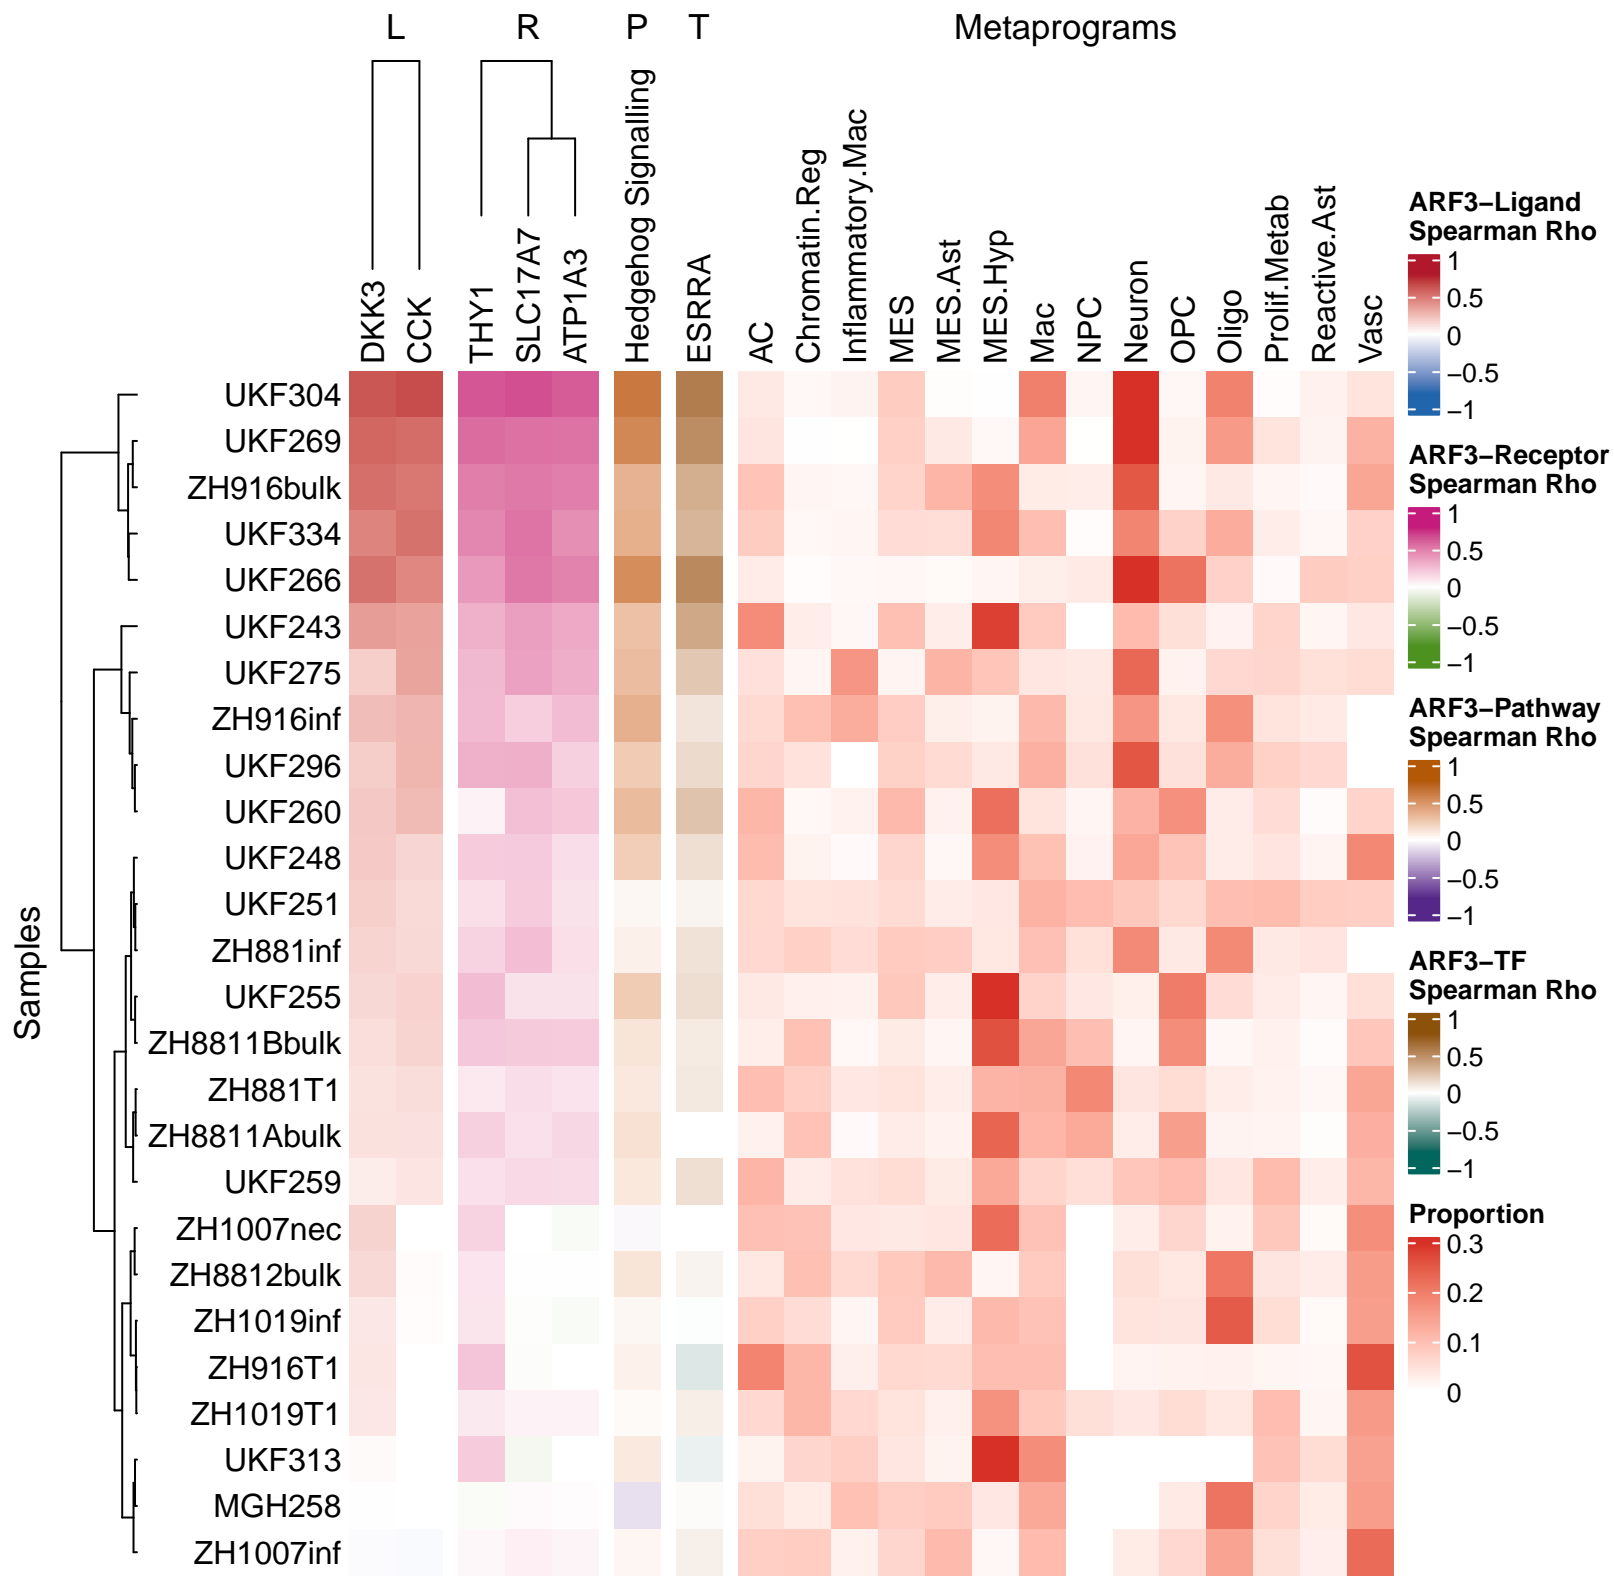 L R P T Metaprograms
DKK3
CCK
THY1
SLC17A7
ATP1A3
Hedgehog Signalling
ESRRA
AC
Chromatin.Reg
Inflammatory.Mac
MES
MES.Ast
MES.Hyp
Mac
NPC
Neuron
OPC
Oligo
Prolif.Metab
Reactive.Ast
Vasc
Samples
UKF304
UKF269
ZH916bulk
UKF334
UKF266
UKF243
UKF275
ZH916inf
UKF296
UKF260
UKF248
UKF251
ZH881inf
UKF255
ZH8811Bbulk
ZH881T1
ZH8811Abulk
UKF259
ZH1007nec
ZH8812bulk
ZH1019inf
ZH916T1
ZH1019T1
UKF313
MGH258
ZH1007inf
ARF3−Ligand
Spearman Rho
1
0.5
0
−0.5
−1
ARF3−Receptor
Spearman Rho
1
0.5
0
−0.5
−1
ARF3−Pathway
Spearman Rho
1
0.5
0
−0.5
−1
ARF3−TF
Spearman Rho
1
0.5
0
−0.5
−1
Proportion
0.3
0.2
0.1
0